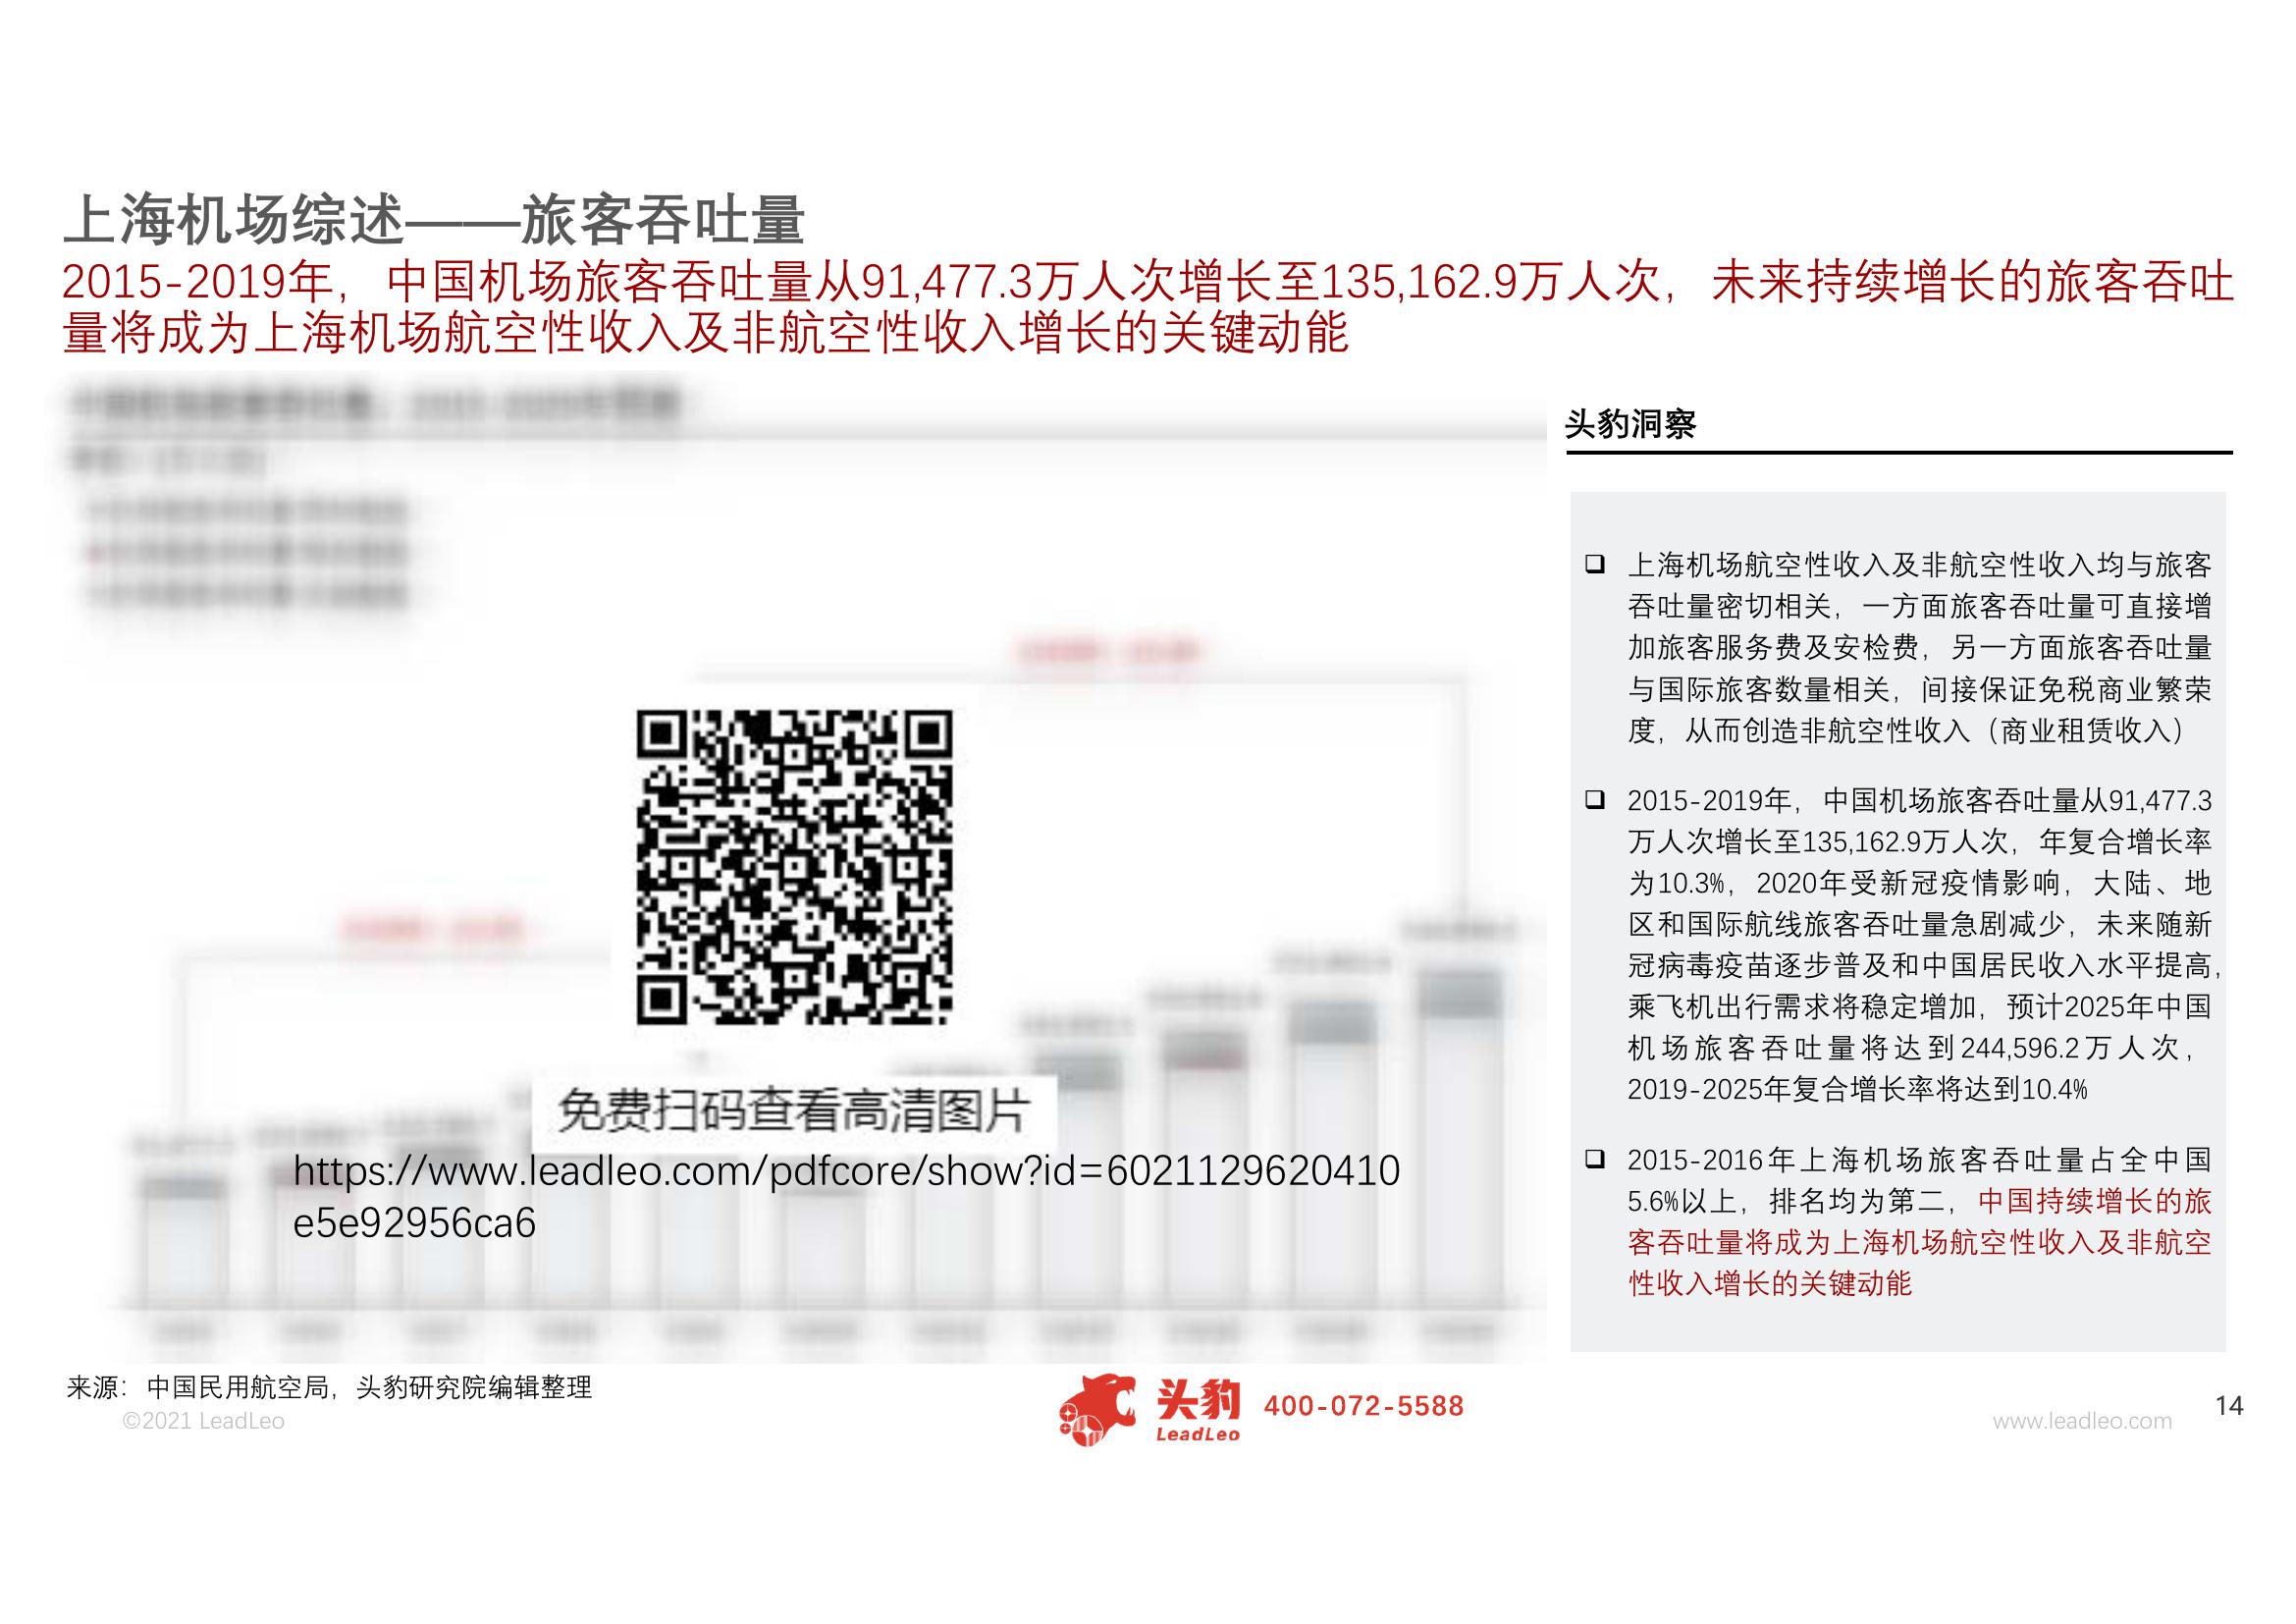 上海机场综述——旅客吞吐量
2015-2019年，中国机场旅客吞吐量从91,477.3万人次增长至135,162.9万人次，未来持续增长的旅客吞吐
量将成为上海机场航空性收入及非航空性收入增长的关键动能
免费扫码查看高清图片
https://www.leadleo.com/pdfcore/show?id=6021129620410
e5e92956ca6
头豹洞察
❑ 上海机场航空性收入及非航空性收入均与旅客
吞吐量密切相关，一方面旅客吞吐量可直接增
加旅客服务费及安检费，另一方面旅客吞吐量
与国际旅客数量相关，间接保证免税商业繁荣
度，从而创造非航空性收入（商业租赁收入）
❑ 2015-2019年，中国机场旅客吞吐量从91,477.3
万人次增长至135,162.9万人次，年复合增长率
为10.3%，2020年受新冠疫情影响，大陆、地
区和国际航线旅客吞吐量急剧减少，未来随新
冠病毒疫苗逐步普及和中国居民收入水平提高，
乘飞机出行需求将稳定增加，预计2025年中国
机场旅客吞吐量将达到244,596.2万人次，
2019-2025年复合增长率将达到10.4%
❑ 2015-2016年上海机场旅客吞吐量占全中国
5.6%以上，排名均为第二，中国持续增长的旅
客吞吐量将成为上海机场航空性收入及非航空
性收入增长的关键动能
来源：中国民用航空局，头豹研究院编辑整理
©2021 LeadLeo
头豹
LeadLeo
400-072-5588
www.leadleo.com
14